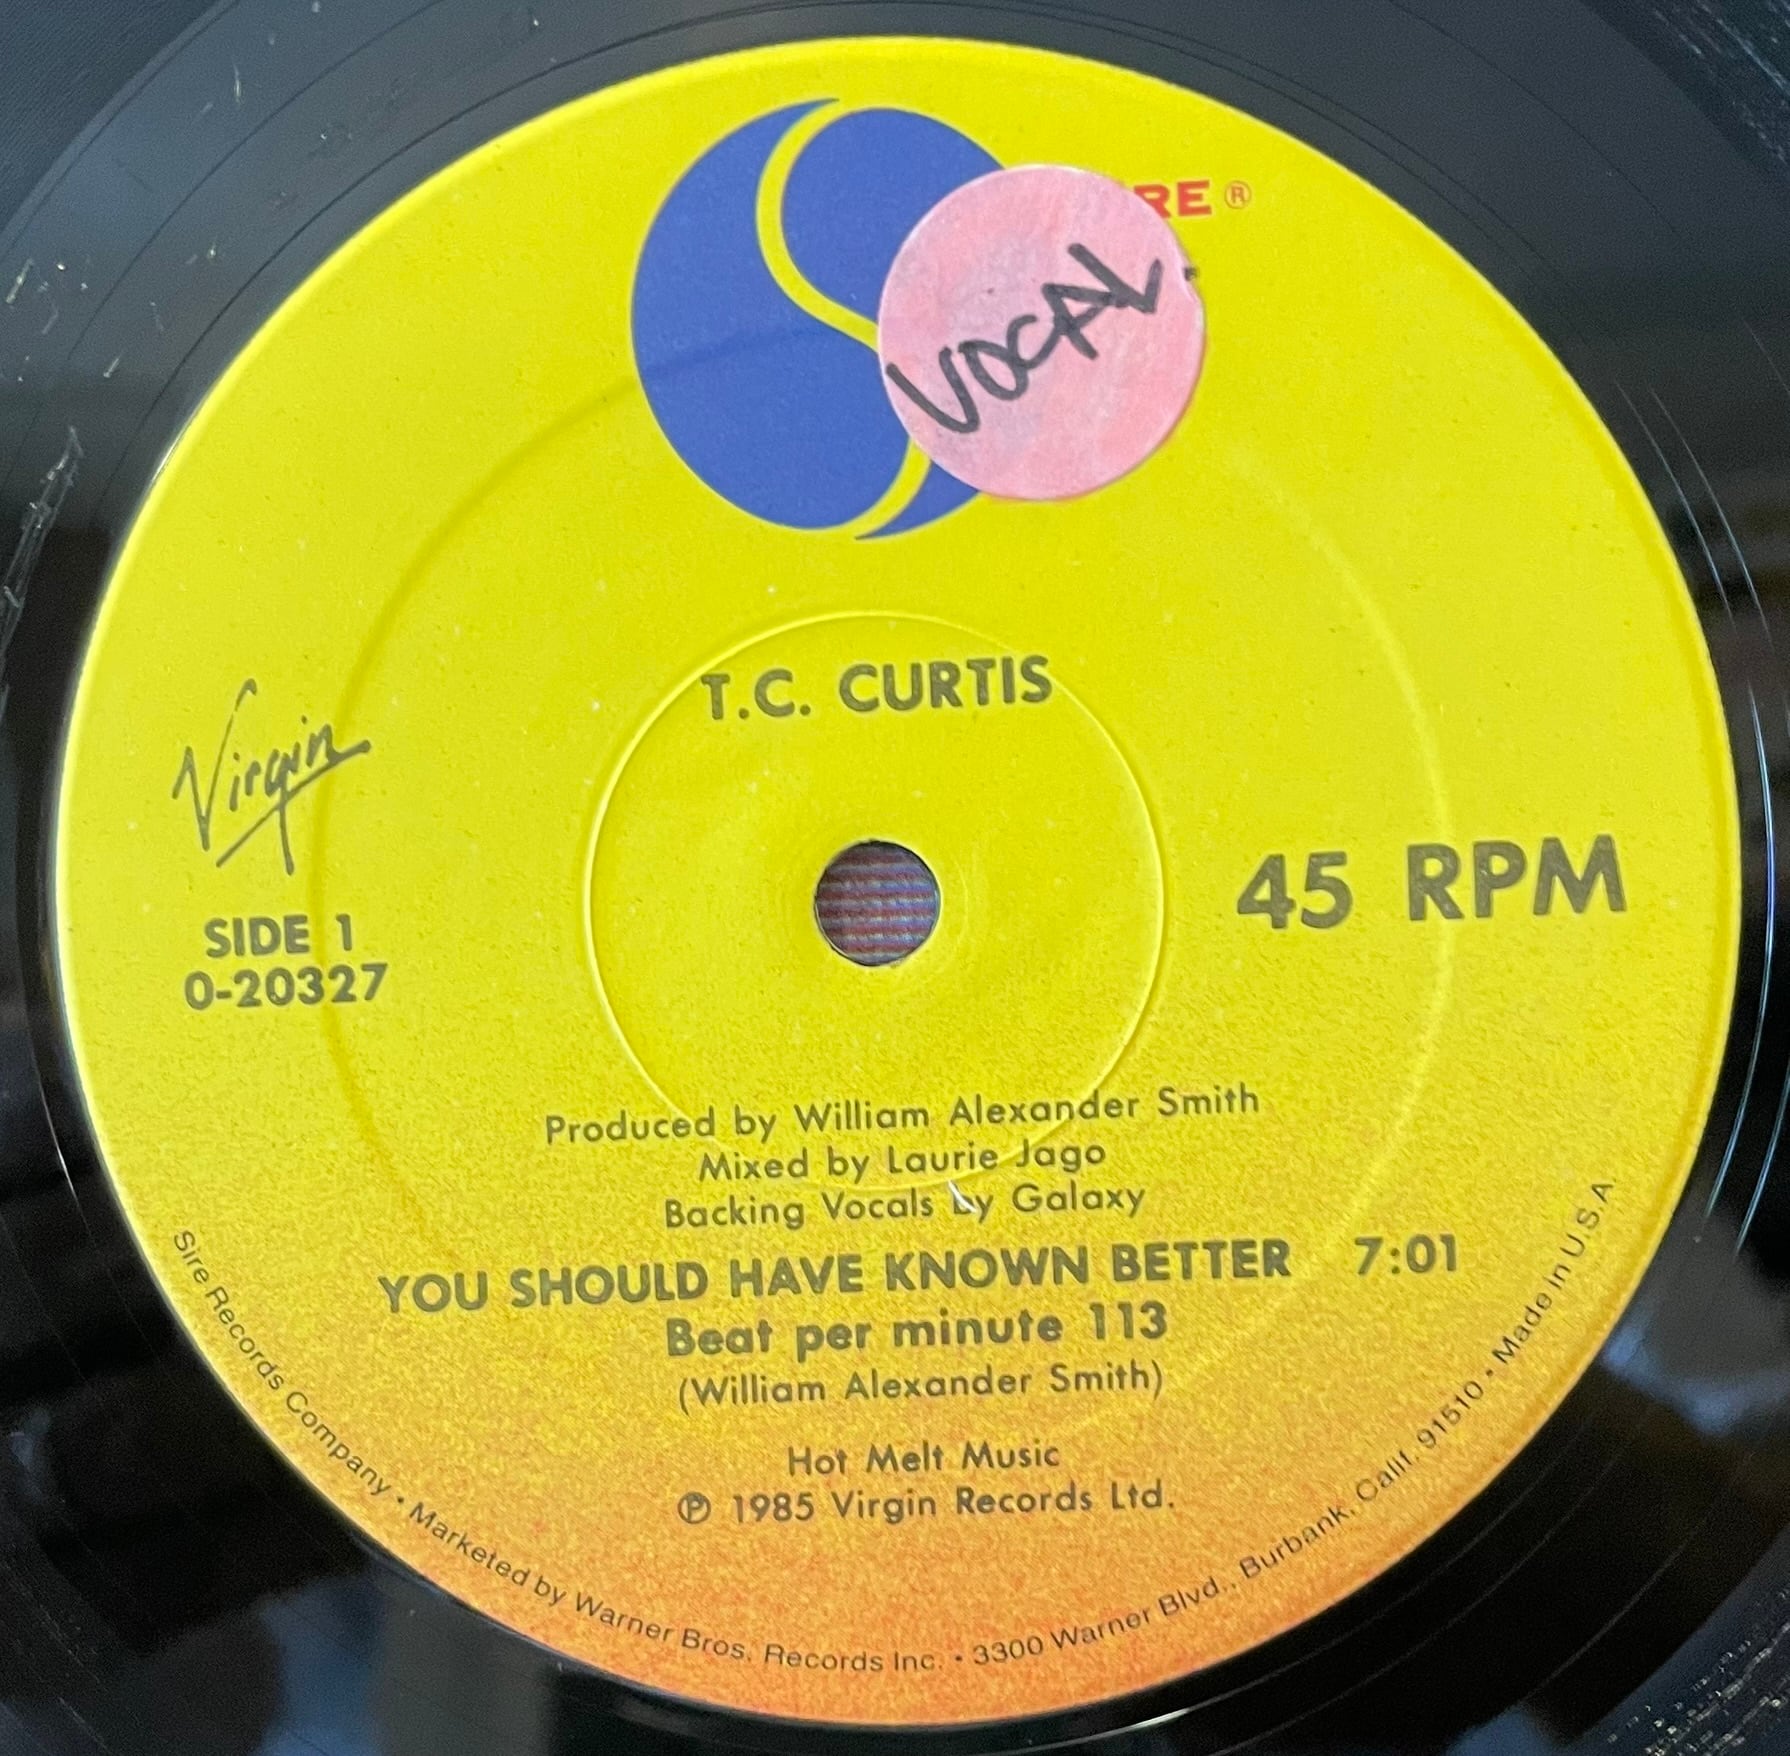 RE®
VOCAL
T.C. CURTIS
Virgin
45 RPM
SIDE 1
0-20327
Produced by William Alexander Smith
Mixed by Laurie Jago
Backing Vocals by Galaxy
YOU SHOULD HAVE KNOWN BETTER 7:01
Beat per minute 113
(William Alexander Smith)
Hot Melt Music
℗ 1985 Virgin Records Ltd.
Sire Records Company • Marketed by Warner Bros. Records Inc. • 3300 Warner Blvd., Burbank, Calif. 91510 • Made in U.S.A.